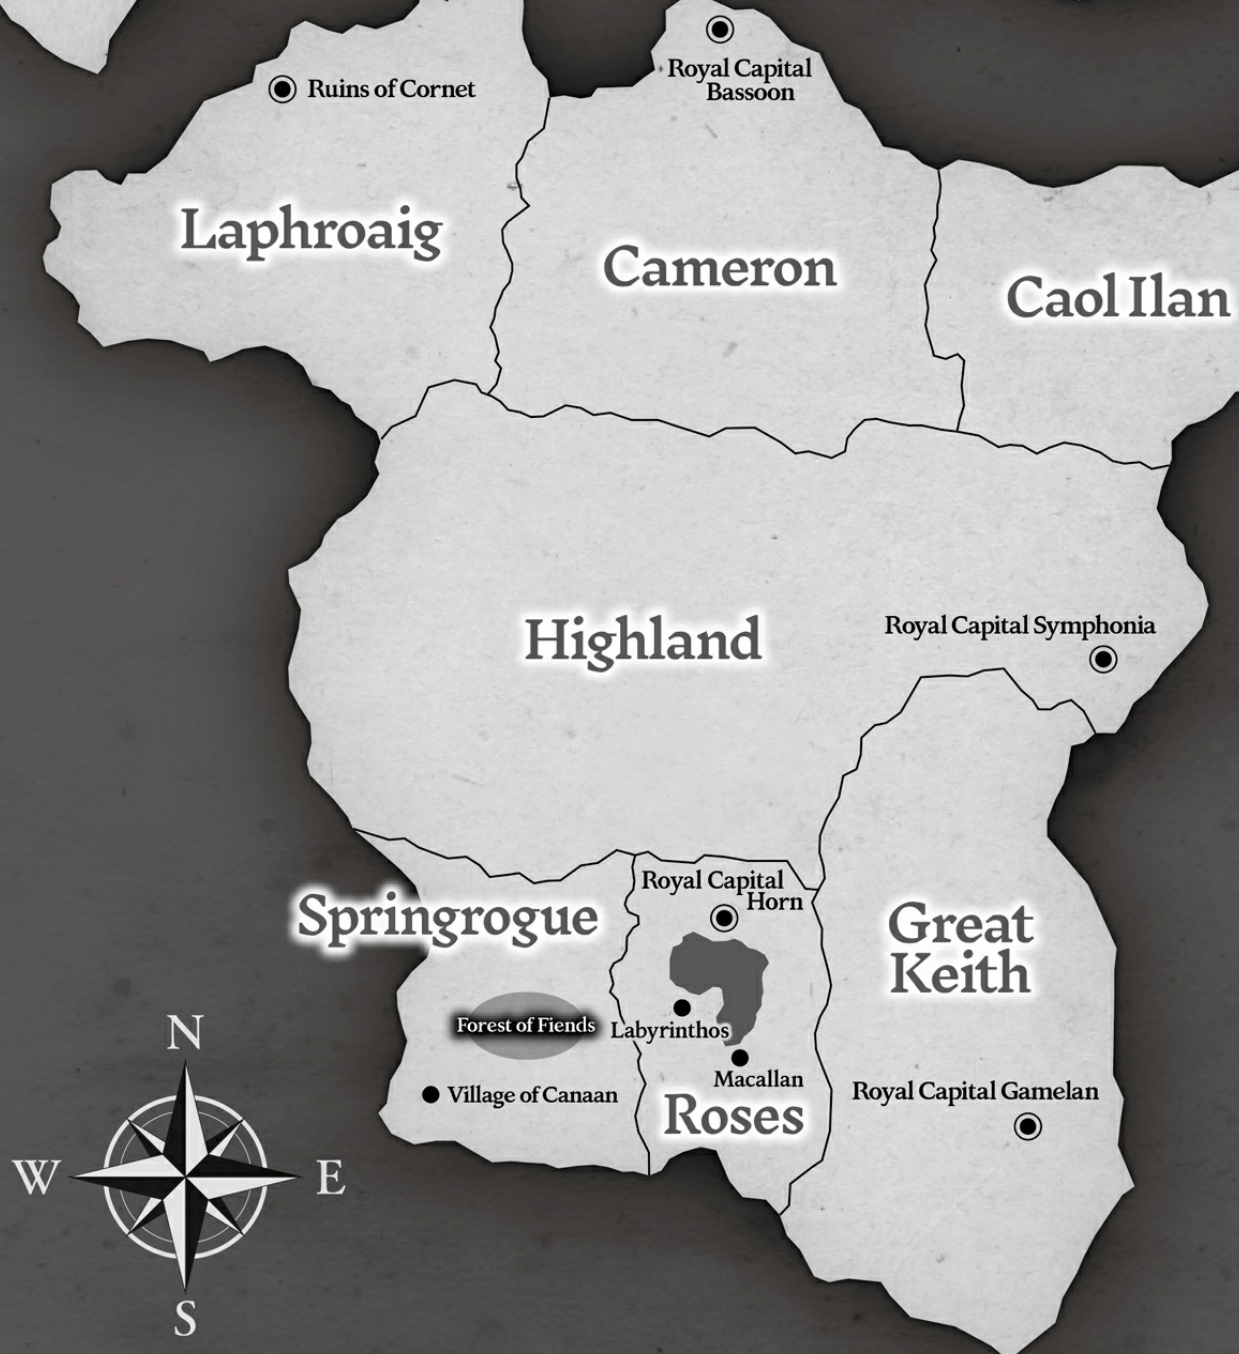 Royal Capital
Bassoon
Ruins of Cornet
Laphroaig
Cameron
Caol Ilan
Highland
Royal Capital Symphonia
Royal Capital
Horn
Springrogue
Great
Keith
Forest of Fiends
Labyrinthos
Macallan
Village of Canaan
Roses
Royal Capital Gamelan
N
W
E
S